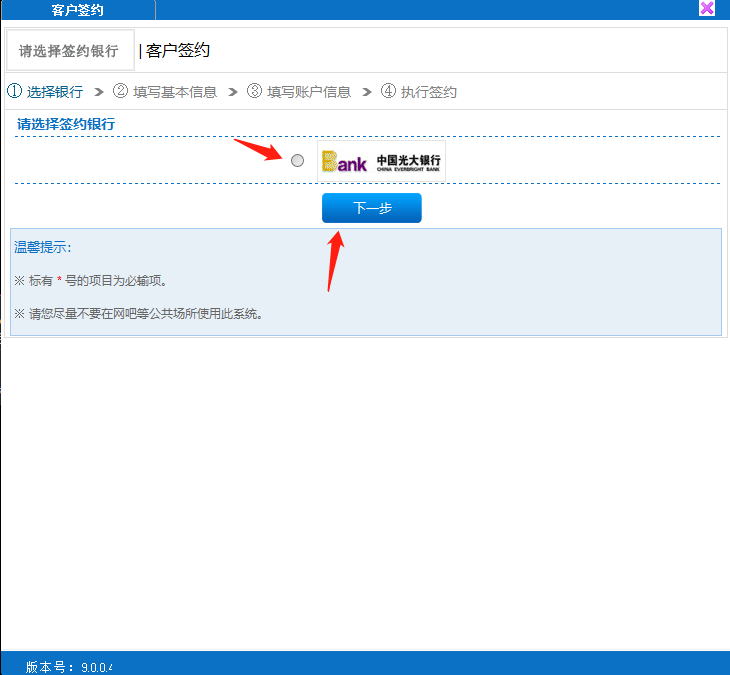 客户签约
请选择签约银行 | 客户签约
① 选择银行 > ② 填写基本信息 > ③ 填写账户信息 > ④ 执行签约
请选择签约银行
Bank 中国光大银行
CHINA EVERBRIGHT BANK
下一步
温馨提示:
※ 标有 * 号的项目为必输项。
※ 请您尽量不要在网吧等公共场所使用此系统。
版本号: 9.0.0.4